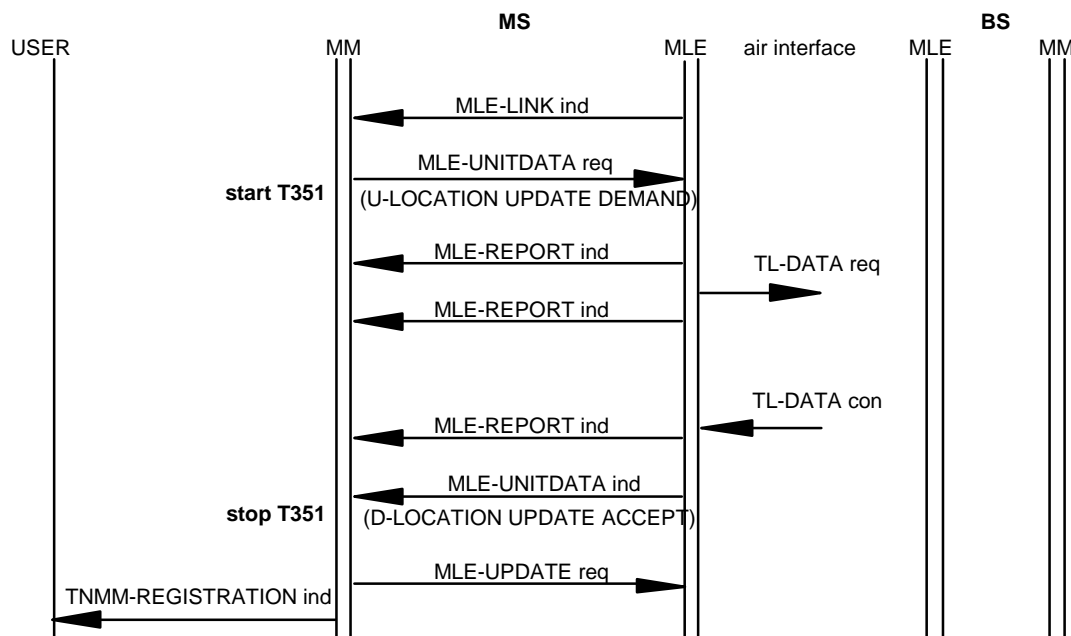 MS
BS
USER
MM
MLE
air interface
MLE
MM
MLE-LINK ind
MLE-UNITDATA req
start T351
(U-LOCATION UPDATE DEMAND)
MLE-REPORT ind
TL-DATA req
MLE-REPORT ind
TL-DATA con
MLE-REPORT ind
MLE-UNITDATA ind
stop T351
(D-LOCATION UPDATE ACCEPT)
MLE-UPDATE req
TNMM-REGISTRATION ind